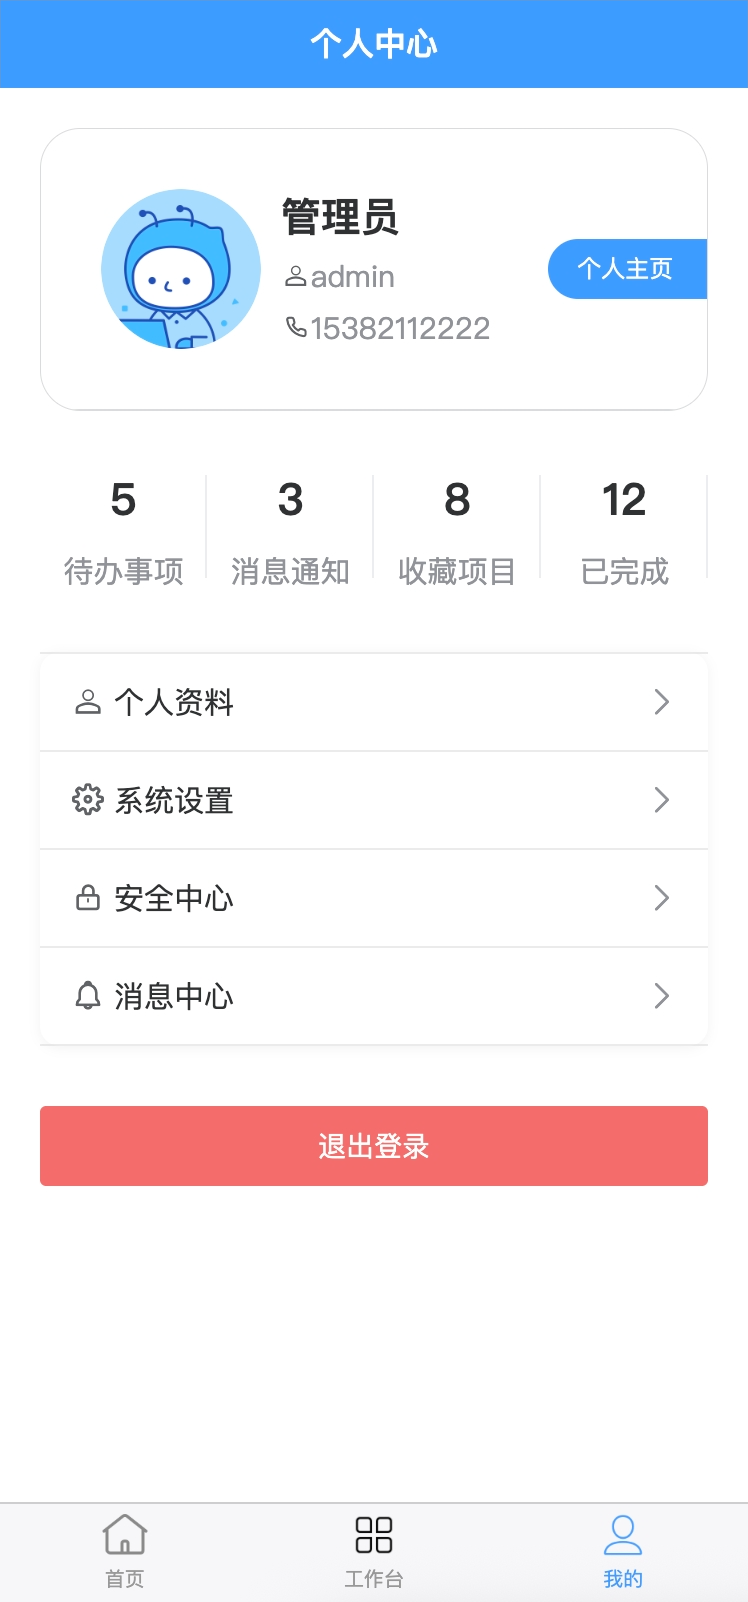 个人中心
管理员
admin
个人主页
15382112222
5 3 8 12
待办事项 消息通知 收藏项目 已完成
个人资料
系统设置
安全中心
消息中心
退出登录
首页 工作台 我的